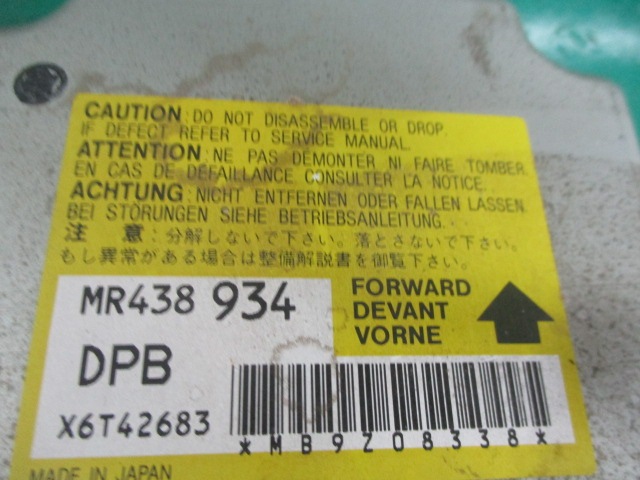 CAUTION: DO NOT DISASSEMBLE OR DROP.
IF DEFECT REFER TO SERVICE MANUAL.
ATTENTION: NE PAS DÉMONTER NI FAIRE TOMBER.
EN CAS DE DÉFAILLANCE CONSULTER LA NOTICE.
ACHTUNG: NICHT ENTFERNEN ODER FALLEN LASSEN.
BEI STÖRUNGEN SIEHE BETRIEBSANLEITUNG.
注 意:分解しないで下さい。落とさないで下さい。
もし異常がある場合は整備解説書を御覧下さい。
MR438 934
FORWARD
DEVANT
VORNE
DPB
X6T42683
*MB9Z08338*
MADE IN JAPAN